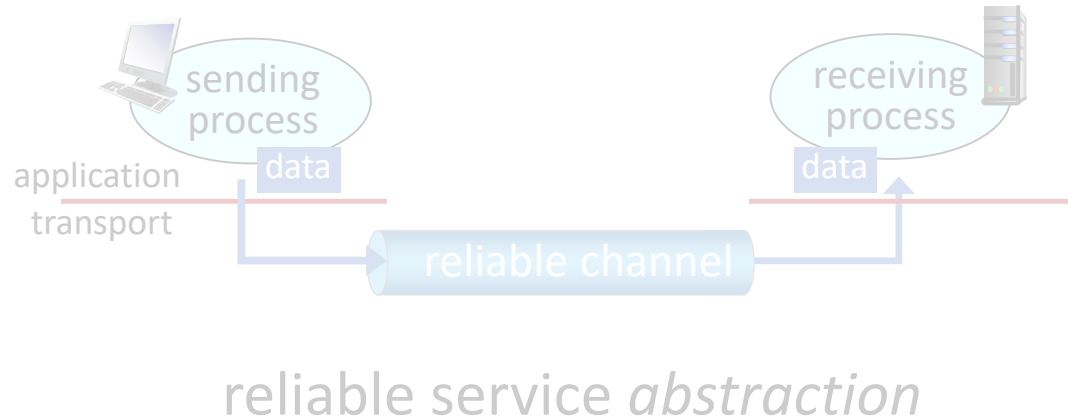 sending
process
data
receiving
process
data
application
transport
reliable channel
reliable service abstraction